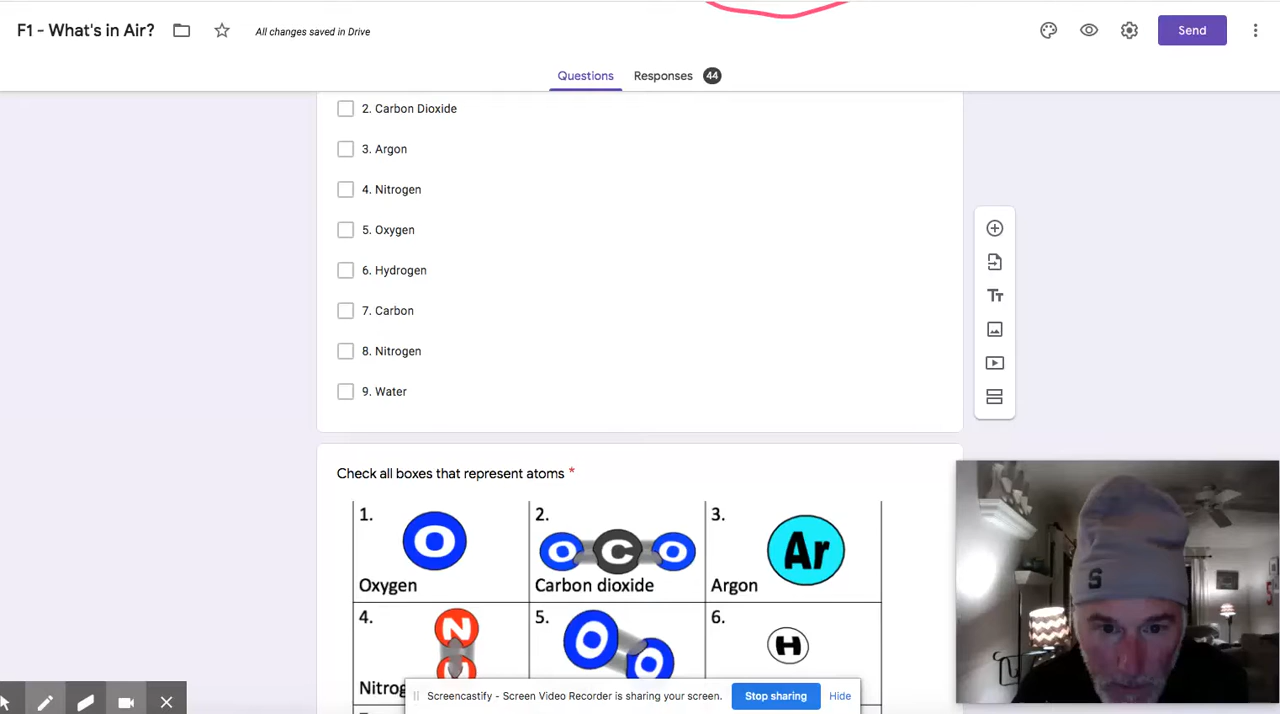 F1 - What's in Air?
All changes saved in Drive
Send
Questions
Responses 44
2. Carbon Dioxide
3. Argon
4. Nitrogen
5. Oxygen
6. Hydrogen
7. Carbon
8. Nitrogen
9. Water
Tт
Check all boxes that represent atoms *
1. O Oxygen
2. O C O Carbon dioxide
3. Ar Argon
4. N
5. O O
6. H
S
Screencastify - Screen Video Recorder is sharing your screen.
Stop sharing
Hide